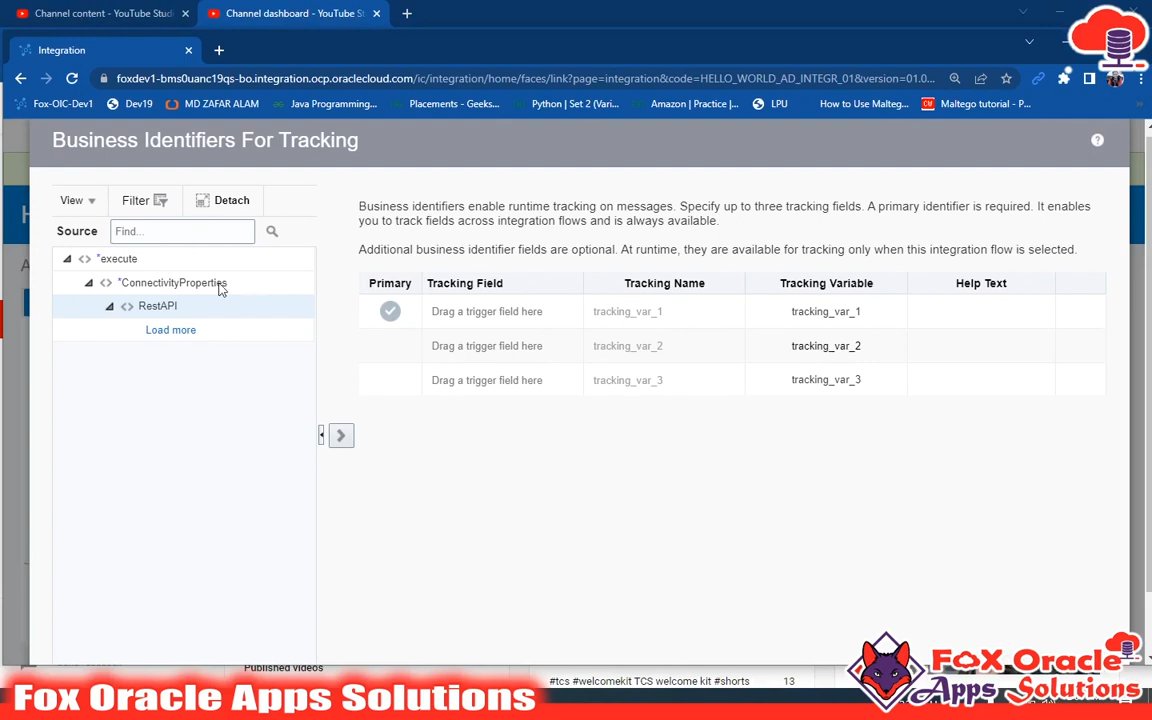 Channel content - YouTube Stud
Channel dashboard - YouTube S
Integration
foxdev1-bms0uanc19qs-bo.integration.ocp.oraclecloud.com/ic/integration/home/faces/link?page=integration&code=HELLO_WORLD_AD_INTEGR_01&version=01.0...
Fox-OIC-Dev1
Dev19
MD ZAFAR ALAM
Java Programming...
Placements - Geeks...
Python | Set 2 (Vari...
Amazon | Practice |...
LPU
How to Use Malteg...
CW
Maltego tutorial - P...
Business Identifiers For Tracking
View
Filter
Detach
Source
Find...
*execute
*ConnectivityProperties
RestAPI
Load more
Business identifiers enable runtime tracking on messages. Specify up to three tracking fields. A primary identifier is required. It enables
you to track fields across integration flows and is always available.
Additional business identifier fields are optional. At runtime, they are available for tracking only when this integration flow is selected.
Primary Tracking Field Tracking Name Tracking Variable Help Text
Drag a trigger field here tracking_var_1 tracking_var_1
Drag a trigger field here tracking_var_2 tracking_var_2
Drag a trigger field here tracking_var_3 tracking_var_3
Published videos
#tcs #welcomekit TCS welcome kit #shorts 13
Fox Oracle Apps Solutions
FOX Oracle
Apps Solutions